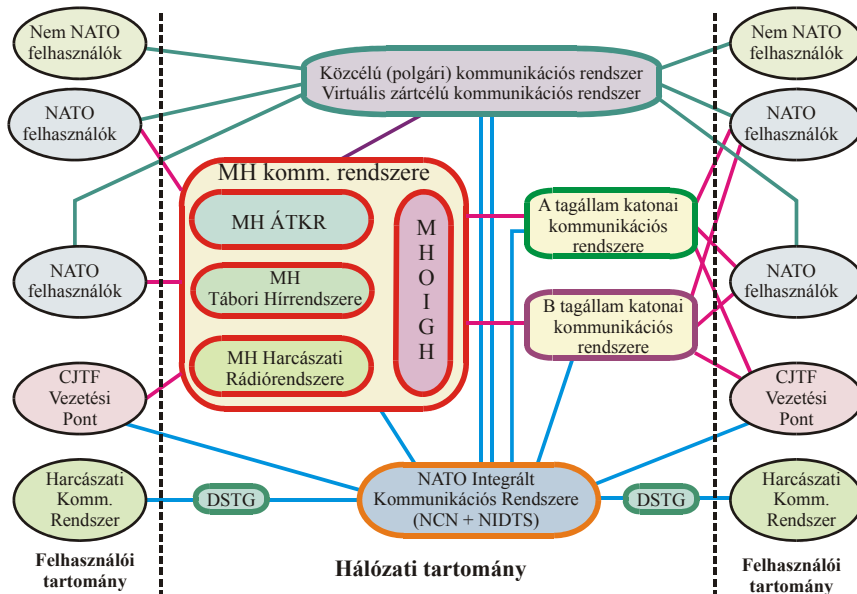 Nem NATO
felhasználók
NATO
felhasználók
NATO
felhasználók
CJTF
Vezetési
Pont
Harcászati
Komm.
Rendszer
Felhasználói
tartomány
Közcélú (polgári) kommunikációs rendszer
Virtuális zártcélú kommunikációs rendszer
MH komm. rendszere
MH ÁTKR
MH
Tábori Hírrendszere
MH Harcászati
Rádiórendszere
M
H
O
I
G
H
A tagállam katonai
kommunikációs
rendszere
B tagállam katonai
kommunikációs
rendszere
DSTG
NATO Integrált
Kommunikációs Rendszere
(NCN + NIDTS)
DSTG
Hálózati tartomány
Nem NATO
felhasználók
NATO
felhasználók
NATO
felhasználók
CJTF
Vezetési
Pont
Harcászati
Komm.
Rendszer
Felhasználói
tartomány